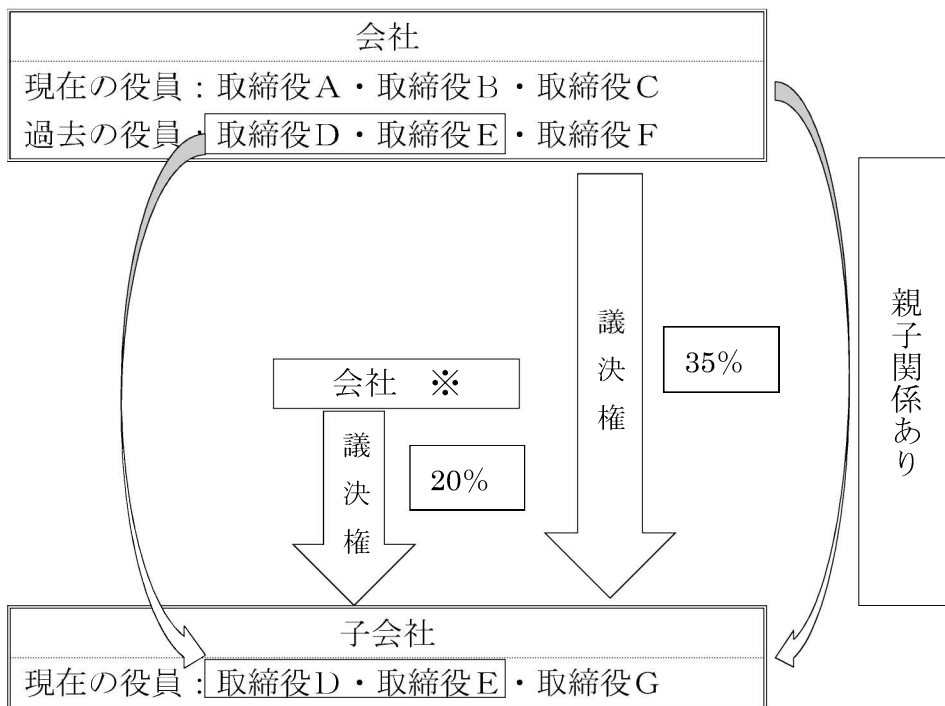 会社
現在の役員：取締役A・取締役B・取締役C
過去の役員：取締役D・取締役E・取締役F
親子関係あり
議決権
35%
会社　※
議決権
20%
子会社
現在の役員：取締役D・取締役E・取締役G